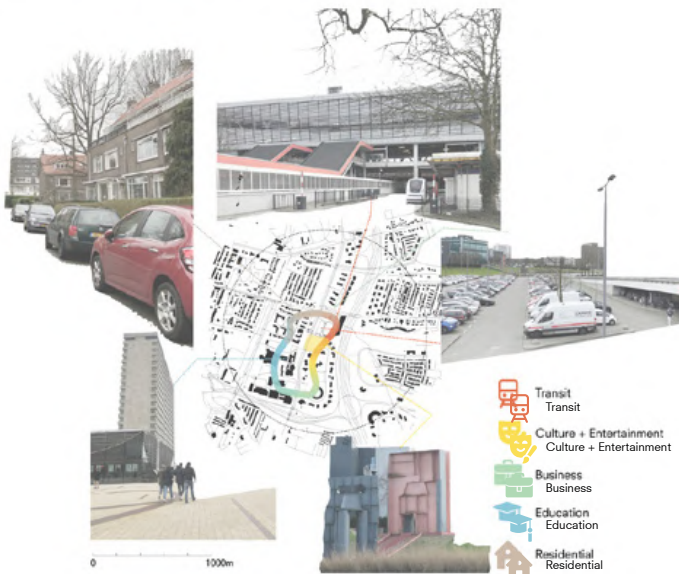 Transit
Transit
Culture + Entertainment
Culture + Entertainment
Business
Business
Education
Education
Residential
Residential
0 1000m